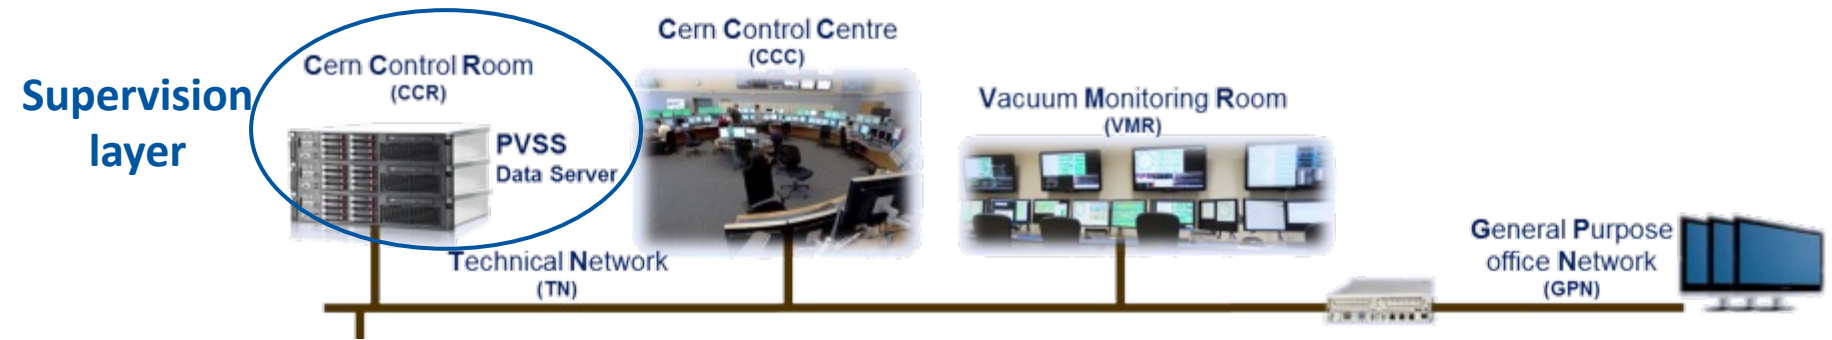 Supervision
layer
Cern Control Room
(CCR)
PVSS
Data Server
Cern Control Centre
(CCC)
Vacuum Monitoring Room
(VMR)
Technical Network
(TN)
General Purpose
office Network
(GPN)